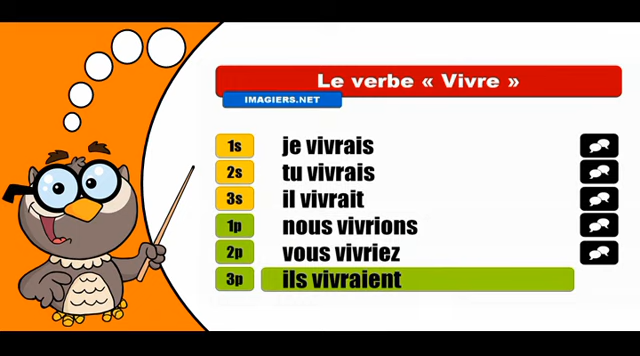 Le verbe « Vivre »
IMAGIERS.NET
1s je vivrais
2s tu vivrais
3s il vivrait
1p nous vivrions
2p vous vivriez
3p ils vivraient